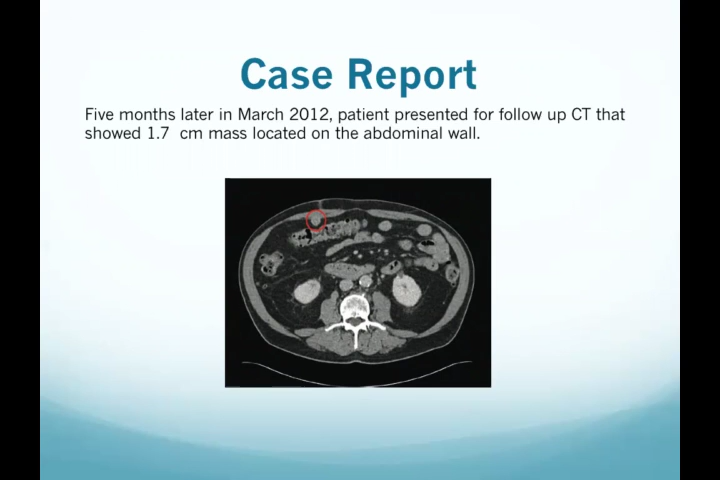 Case Report
Five months later in March 2012, patient presented for follow up CT that
showed 1.7  cm mass located on the abdominal wall.